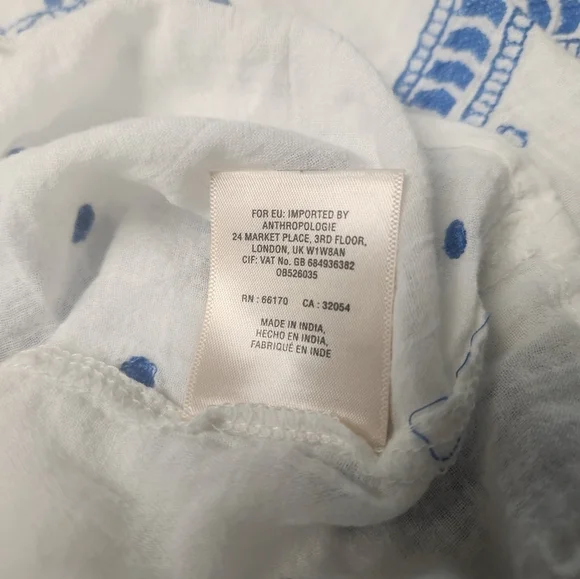 FOR EU: IMPORTED BY
ANTHROPOLOGIE
24 MARKET PLACE, 3RD FLOOR,
LONDON, UK W1W8AN
CIF: VAT No. GB 684936382
OB526035
RN : 66170 CA : 32054
MADE IN INDIA,
HECHO EN INDIA,
FABRIQUÉ EN INDE